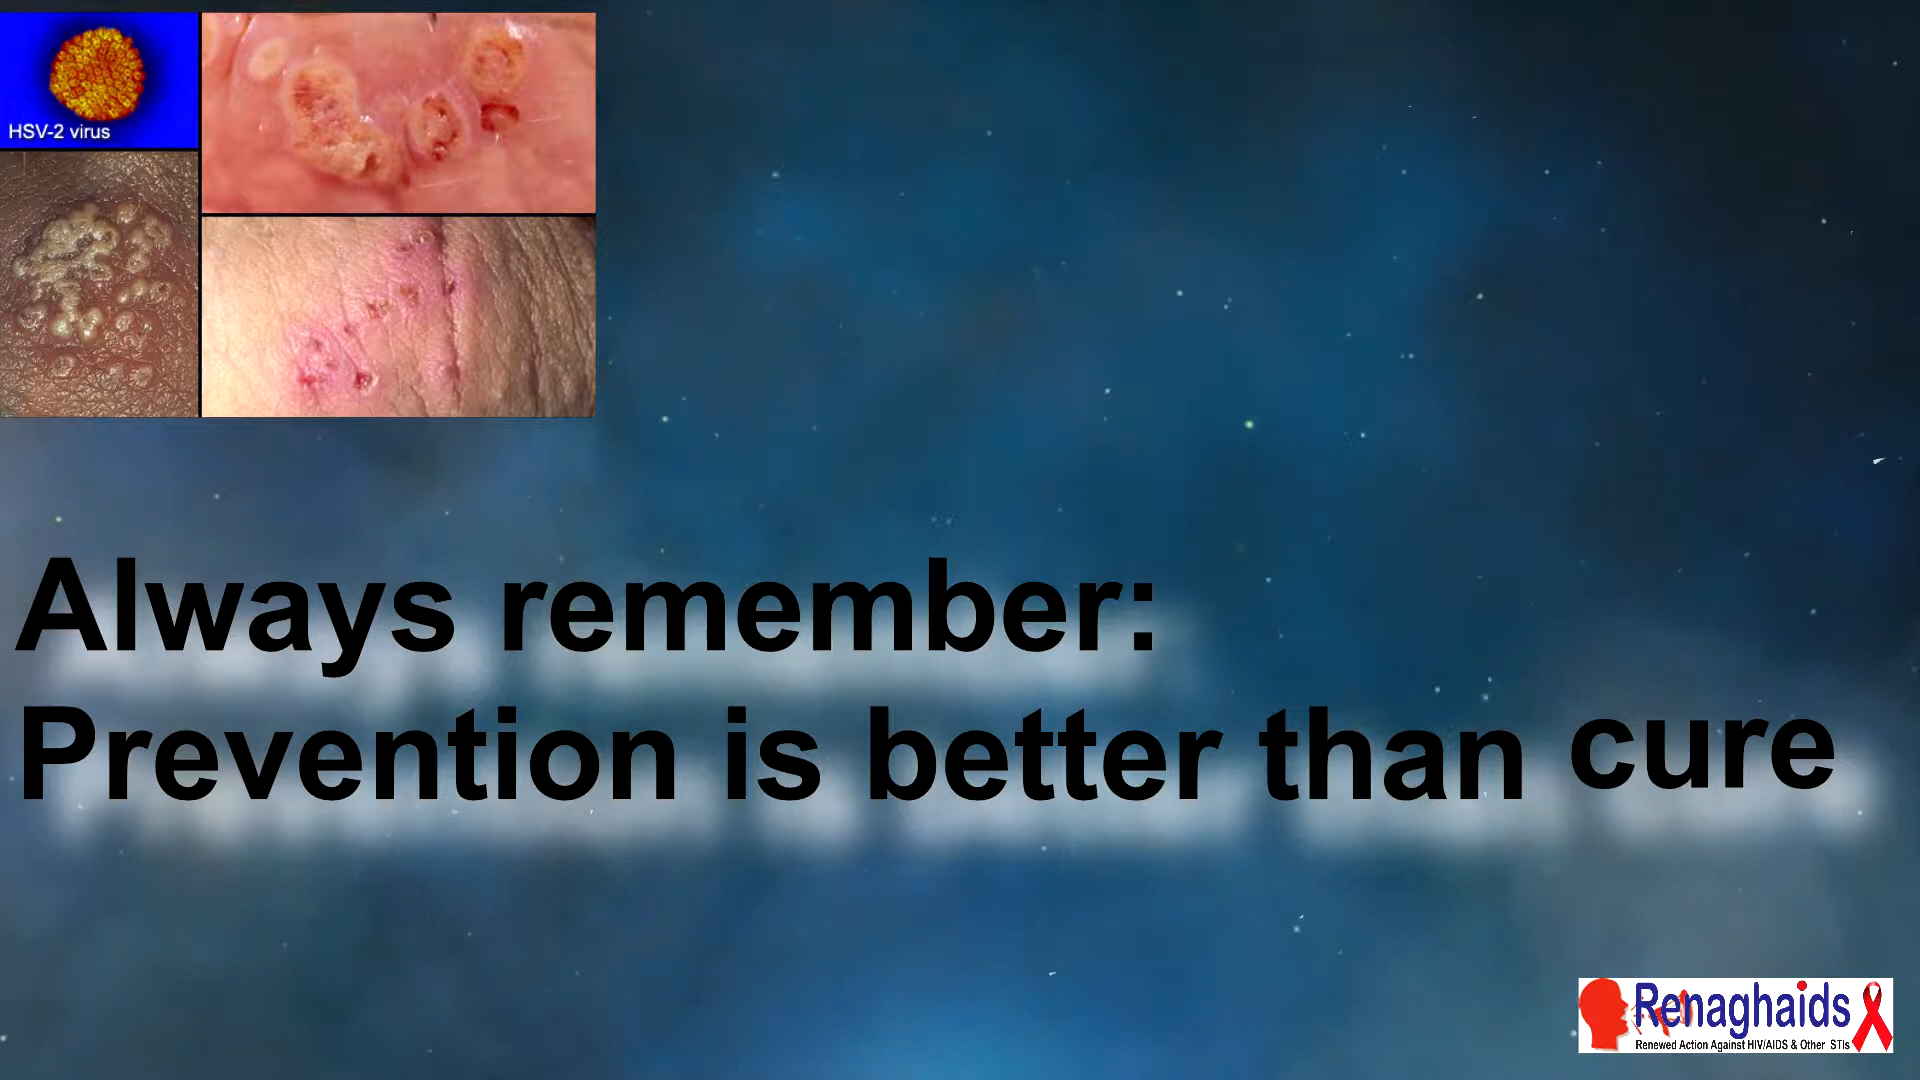 HSV-2 virus
Always remember:
Prevention is better than cure
Renaghaids
Renewed Action Against HIV/AIDS & Other STIs